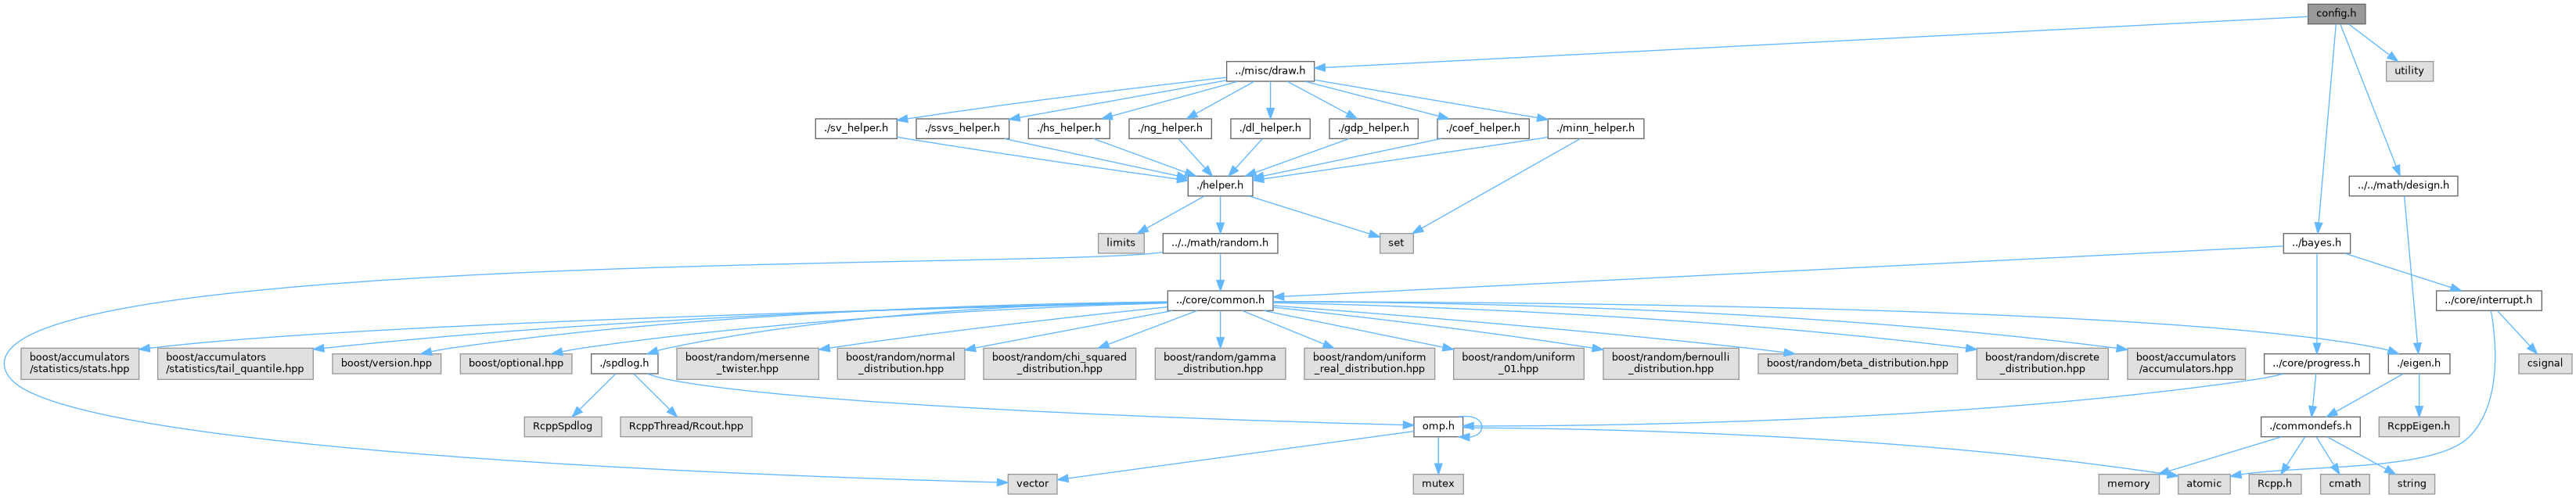 config.h
../misc/draw.h
utility
./sv_helper.h
./ssvs_helper.h
./hs_helper.h
./ng_helper.h
./dl_helper.h
./gdp_helper.h
./coef_helper.h
./minn_helper.h
./helper.h
../../math/design.h
limits
../../math/random.h
set
../bayes.h
../core/common.h
../core/interrupt.h
boost/accumulators
/statistics/stats.hpp
boost/accumulators
/statistics/tail_quantile.hpp
boost/version.hpp
boost/optional.hpp
./spdlog.h
boost/random/mersenne
_twister.hpp
boost/random/normal
_distribution.hpp
boost/random/chi_squared
_distribution.hpp
boost/random/gamma
_distribution.hpp
boost/random/uniform
_real_distribution.hpp
boost/random/uniform
_01.hpp
boost/random/bernoulli
_distribution.hpp
boost/random/beta_distribution.hpp
boost/random/discrete
_distribution.hpp
boost/accumulators
/accumulators.hpp
../core/progress.h
./eigen.h
csignal
RcppSpdlog
RcppThread/Rcout.hpp
omp.h
./commondefs.h
RcppEigen.h
vector
mutex
memory
atomic
Rcpp.h
cmath
string